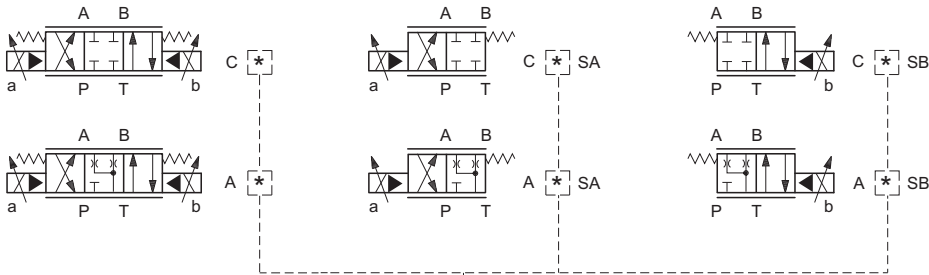 A B
C *
a P T b
A B
C * SA
a P T
A B
C * SB
P T b
A B
A *
a P T b
A B
A * SA
a P T
A B
A * SB
P T b